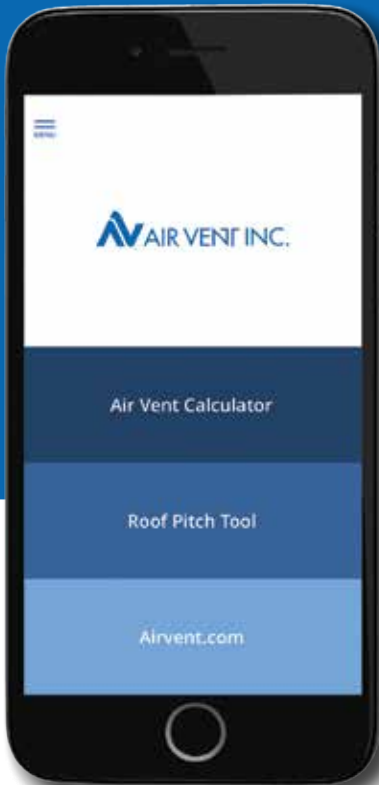 MENU
AIR VENT INC.
Air Vent Calculator
Roof Pitch Tool
Airvent.com